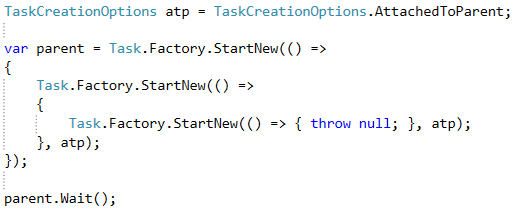 TaskCreationOptions atp = TaskCreationOptions.AttachedToParent;
var parent = Task.Factory.StartNew(() =>
{
    Task.Factory.StartNew(() =>
    {
        Task.Factory.StartNew(() => { throw null; }, atp);
    }, atp);
});
parent.Wait();